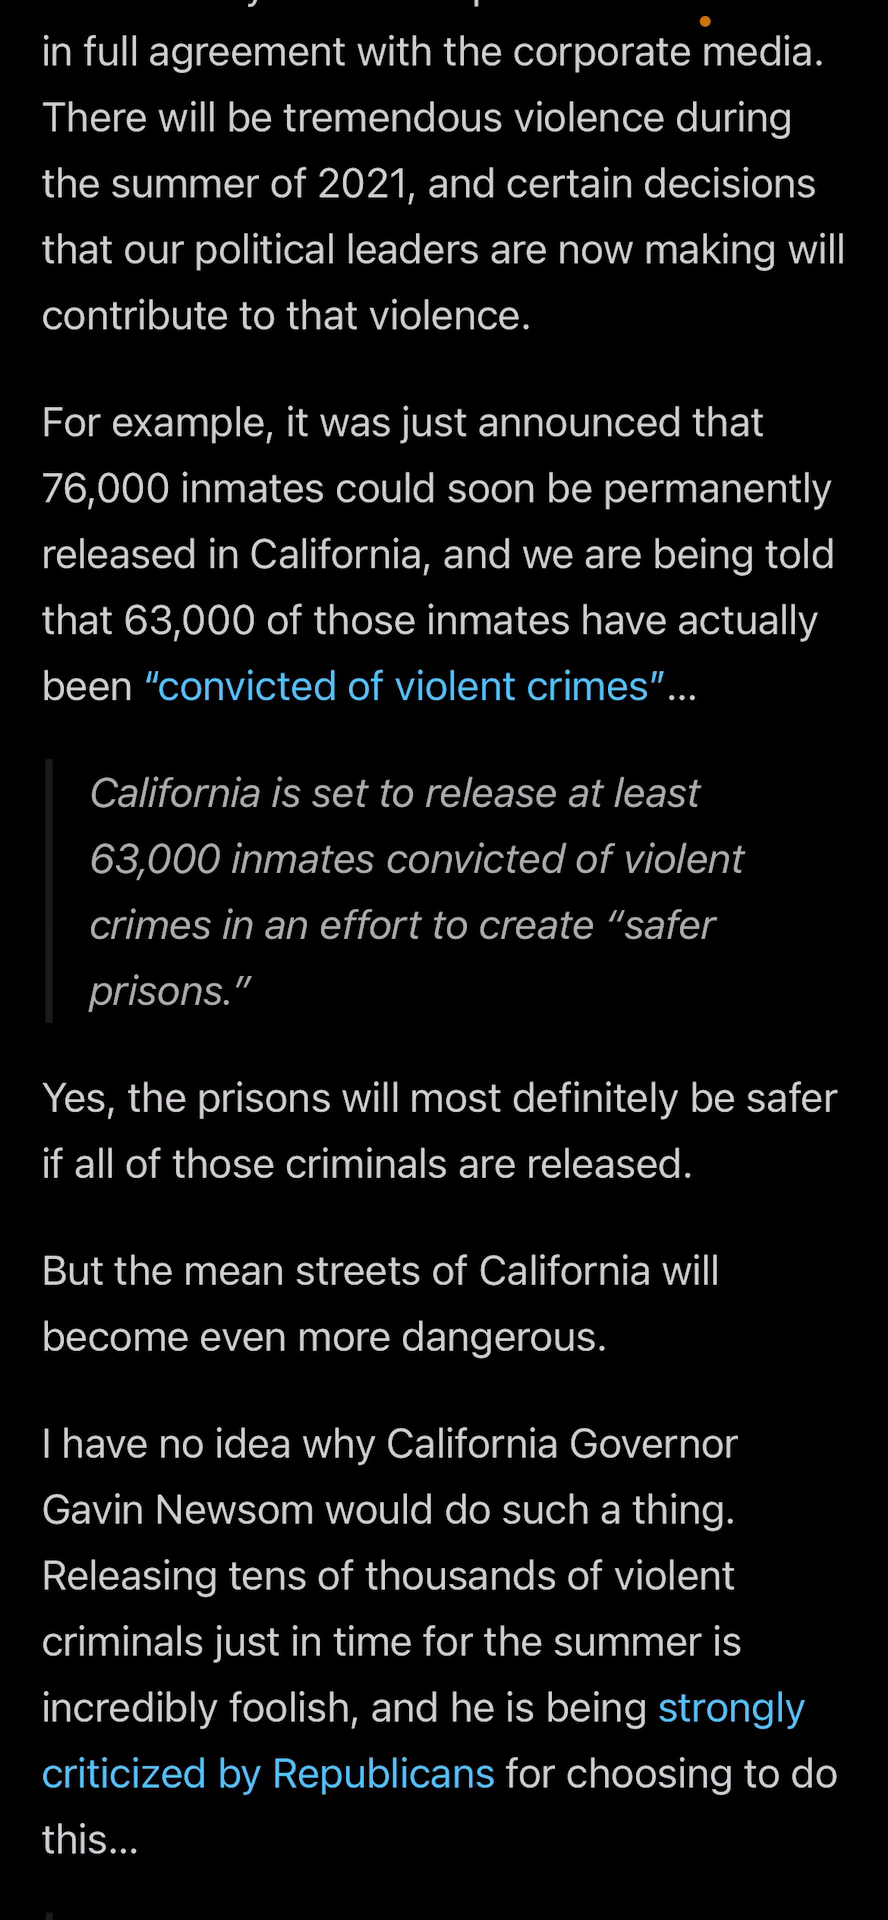 in full agreement with the corporate media.
There will be tremendous violence during
the summer of 2021, and certain decisions
that our political leaders are now making will
contribute to that violence.
For example, it was just announced that
76,000 inmates could soon be permanently
released in California, and we are being told
that 63,000 of those inmates have actually
been “convicted of violent crimes”…
California is set to release at least
63,000 inmates convicted of violent
crimes in an effort to create “safer
prisons.”
Yes, the prisons will most definitely be safer
if all of those criminals are released.
But the mean streets of California will
become even more dangerous.
I have no idea why California Governor
Gavin Newsom would do such a thing.
Releasing tens of thousands of violent
criminals just in time for the summer is
incredibly foolish, and he is being strongly
criticized by Republicans for choosing to do
this…